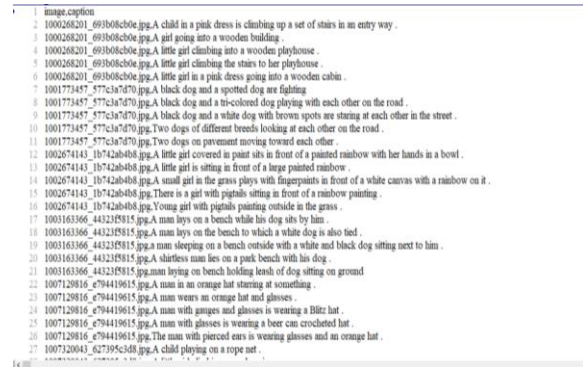 1 image,caption
2 1000268201_693b08cb0e.jpg,A child in a pink dress is climbing up a set of stairs in an entry way .
3 1000268201_693b08cb0e.jpg,A girl going into a wooden building .
4 1000268201_693b08cb0e.jpg,A little girl climbing into a wooden playhouse .
5 1000268201_693b08cb0e.jpg,A little girl climbing the stairs to her playhouse .
6 1000268201_693b08cb0e.jpg,A little girl in a pink dress going into a wooden cabin .
7 1001773457_577c3a7d70.jpg,A black dog and a spotted dog are fighting
8 1001773457_577c3a7d70.jpg,A black dog and a tri-colored dog playing with each other on the road .
9 1001773457_577c3a7d70.jpg,A black dog and a white dog with brown spots are staring at each other in the street .
10 1001773457_577c3a7d70.jpg,Two dogs of different breeds looking at each other on the road .
11 1001773457_577c3a7d70.jpg,Two dogs on pavement moving toward each other .
12 1002674143_1b742ab4b8.jpg,A little girl covered in paint sits in front of a painted rainbow with her hands in a bowl .
13 1002674143_1b742ab4b8.jpg,A little girl is sitting in front of a large painted rainbow .
14 1002674143_1b742ab4b8.jpg,A small girl in the grass plays with fingerpaints in front of a white canvas with a rainbow on it .
15 1002674143_1b742ab4b8.jpg,There is a girl with pigtails sitting in front of a rainbow painting .
16 1002674143_1b742ab4b8.jpg,Young girl with pigtails painting outside in the grass .
17 1003163366_44323f5815.jpg,A man lays on a bench while his dog sits by him .
18 1003163366_44323f5815.jpg,A man lays on the bench to which a white dog is also tied .
19 1003163366_44323f5815.jpg,a man sleeping on a bench outside with a white and black dog sitting next to him .
20 1003163366_44323f5815.jpg,A shirtless man lies on a park bench with his dog .
21 1003163366_44323f5815.jpg,man laying on bench holding leash of dog sitting on ground
22 1007129816_e794419615.jpg,A man in an orange hat starring at something .
23 1007129816_e794419615.jpg,A man wears an orange hat and glasses .
24 1007129816_e794419615.jpg,A man with gauges and glasses is wearing a Blitz hat .
25 1007129816_e794419615.jpg,A man with glasses is wearing a beer can crocheted hat .
26 1007129816_e794419615.jpg,The man with pierced ears is wearing glasses and an orange hat .
27 1007320043_627395c3d8.jpg,A child playing on a rope net .